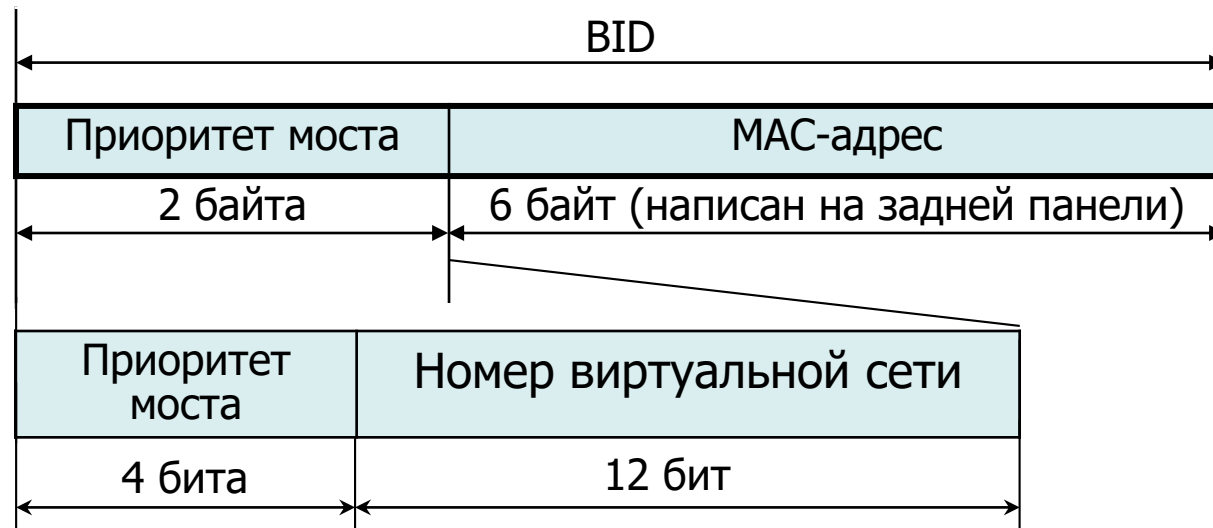 BID
Приоритет моста
MAC-адрес
2 байта
6 байт (написан на задней панели)
Приоритет
моста
Номер виртуальной сети
4 бита
12 бит